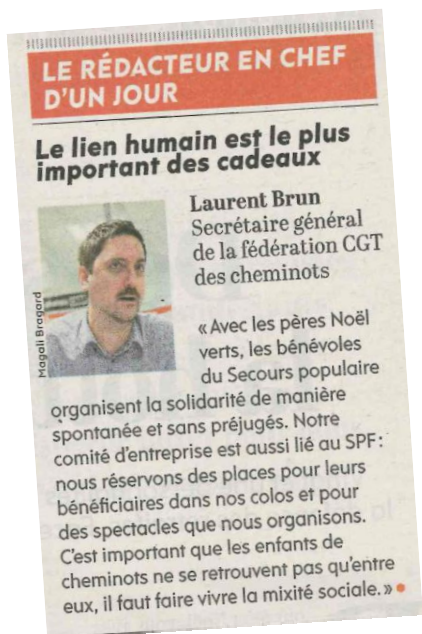 LE RÉDACTEUR EN CHEF
D'UN JOUR
Le lien humain est le plus
important des cadeaux
Laurent Brun
Secrétaire général
de la fédération CGT
des cheminots
Magali Bragard
« Avec les pères Noël
verts, les bénévoles
du Secours populaire
organisent la solidarité de manière
spontanée et sans préjugés. Notre
comité d'entreprise est aussi lié au SPF :
nous réservons des places pour leurs
bénéficiaires dans nos colos et pour
des spectacles que nous organisons.
C'est important que les enfants de
cheminots ne se retrouvent pas qu'entre
eux, il faut faire vivre la mixité sociale. »